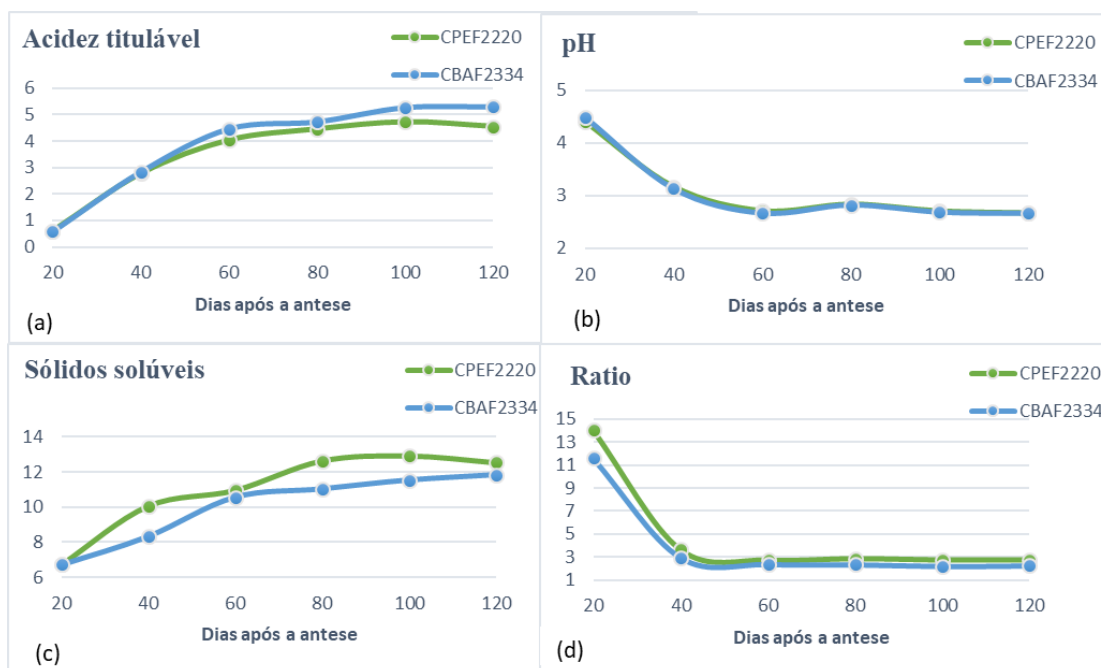 Acidez titulável
CPEF2220
CBAF2334
6
5
4
3
2
1
0
20 40 60 80 100 120
Dias após a antese
(a)
pH
CPEF2220
CBAF2334
5
4
3
2
20 40 60 80 100 120
Dias após a antese
(b)
Sólidos solúveis
CPEF2220
CBAF2334
14
12
10
8
6
20 40 60 80 100 120
Dias após a antese
(c)
Ratio
CPEF2220
CBAF2334
15
13
11
9
7
5
3
1
20 40 60 80 100 120
Dias após a antese
(d)